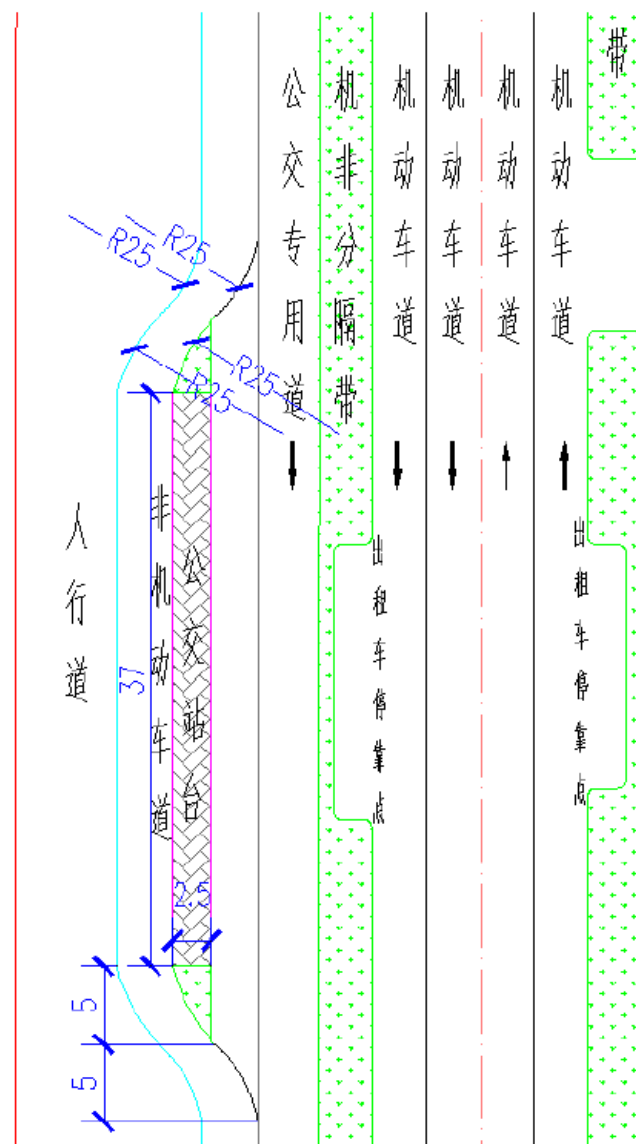 带
公交专用道
机非分隔带
机动车道
机动车道
机动车道
机动车道
R25
R25
R25
R25
人行道
非机动车道
公交站台
37
2.5
出租车停靠点
出租车停靠点
5
5